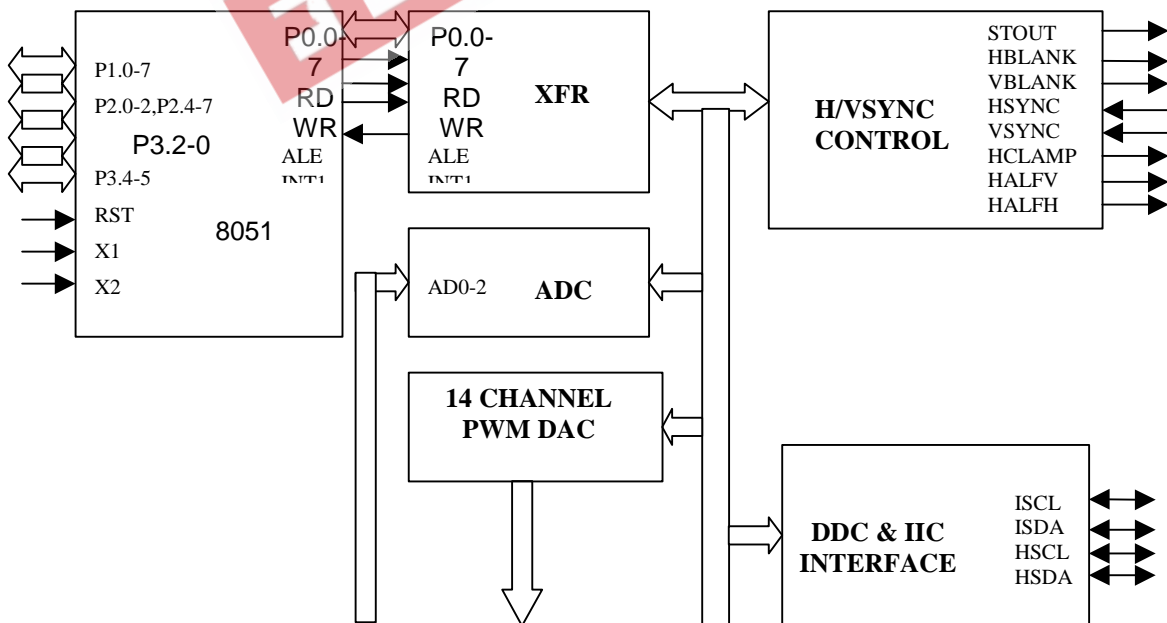 P1.0-7
P2.0-2,P2.4-7
P3.2-0
P3.4-5
RST
X1
X2
8051
P0.0-
7
RD
WR
ALE
INT1
P0.0-
7
RD
WR
ALE
INT1
XFR
H/VSYNC
CONTROL
STOUT
HBLANK
VBLANK
HSYNC
VSYNC
HCLAMP
HALFV
HALFH
AD0-2
ADC
14 CHANNEL
PWM DAC
DDC & IIC
INTERFACE
ISCL
ISDA
HSCL
HSDA